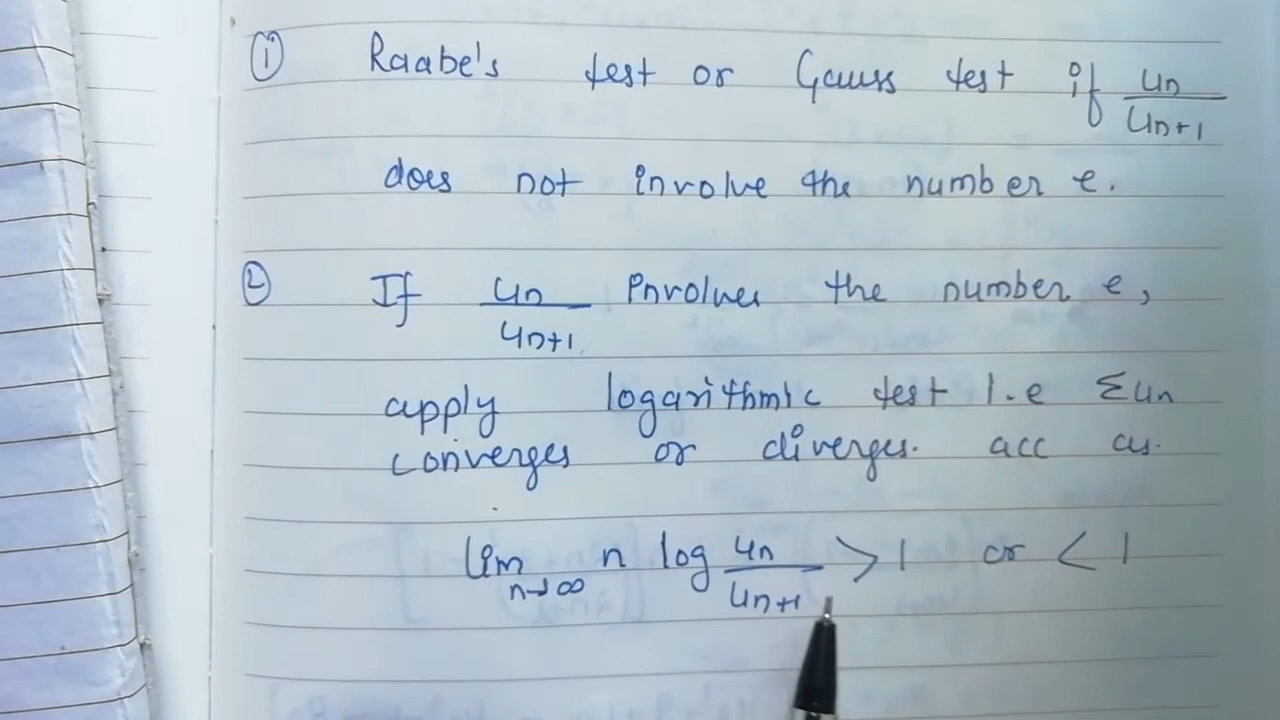 ① Raabe's test or Gauss test if un/un+1
does not involve the number e.
② If un/un+1 involves the number e,
apply logarithmic test i.e Σun
converges or diverges. acc as.
lim n→∞ n log un/un+1 > 1 or < 1